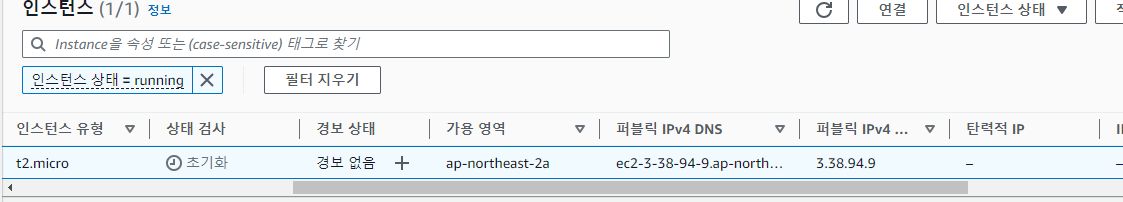 인스턴스 (1/1) 정보
연결
인스턴스 상태
Instance을 속성 또는 (case-sensitive) 태그로 찾기
인스턴스 상태 = running
필터 지우기
인스턴스 유형 상태 검사 경보 상태 가용 영역 퍼블릭 IPv4 DNS 퍼블릭 IPv4 ... 탄력적 IP
t2.micro 초기화 경보 없음 + ap-northeast-2a ec2-3-38-94-9.ap-north... 3.38.94.9 – –